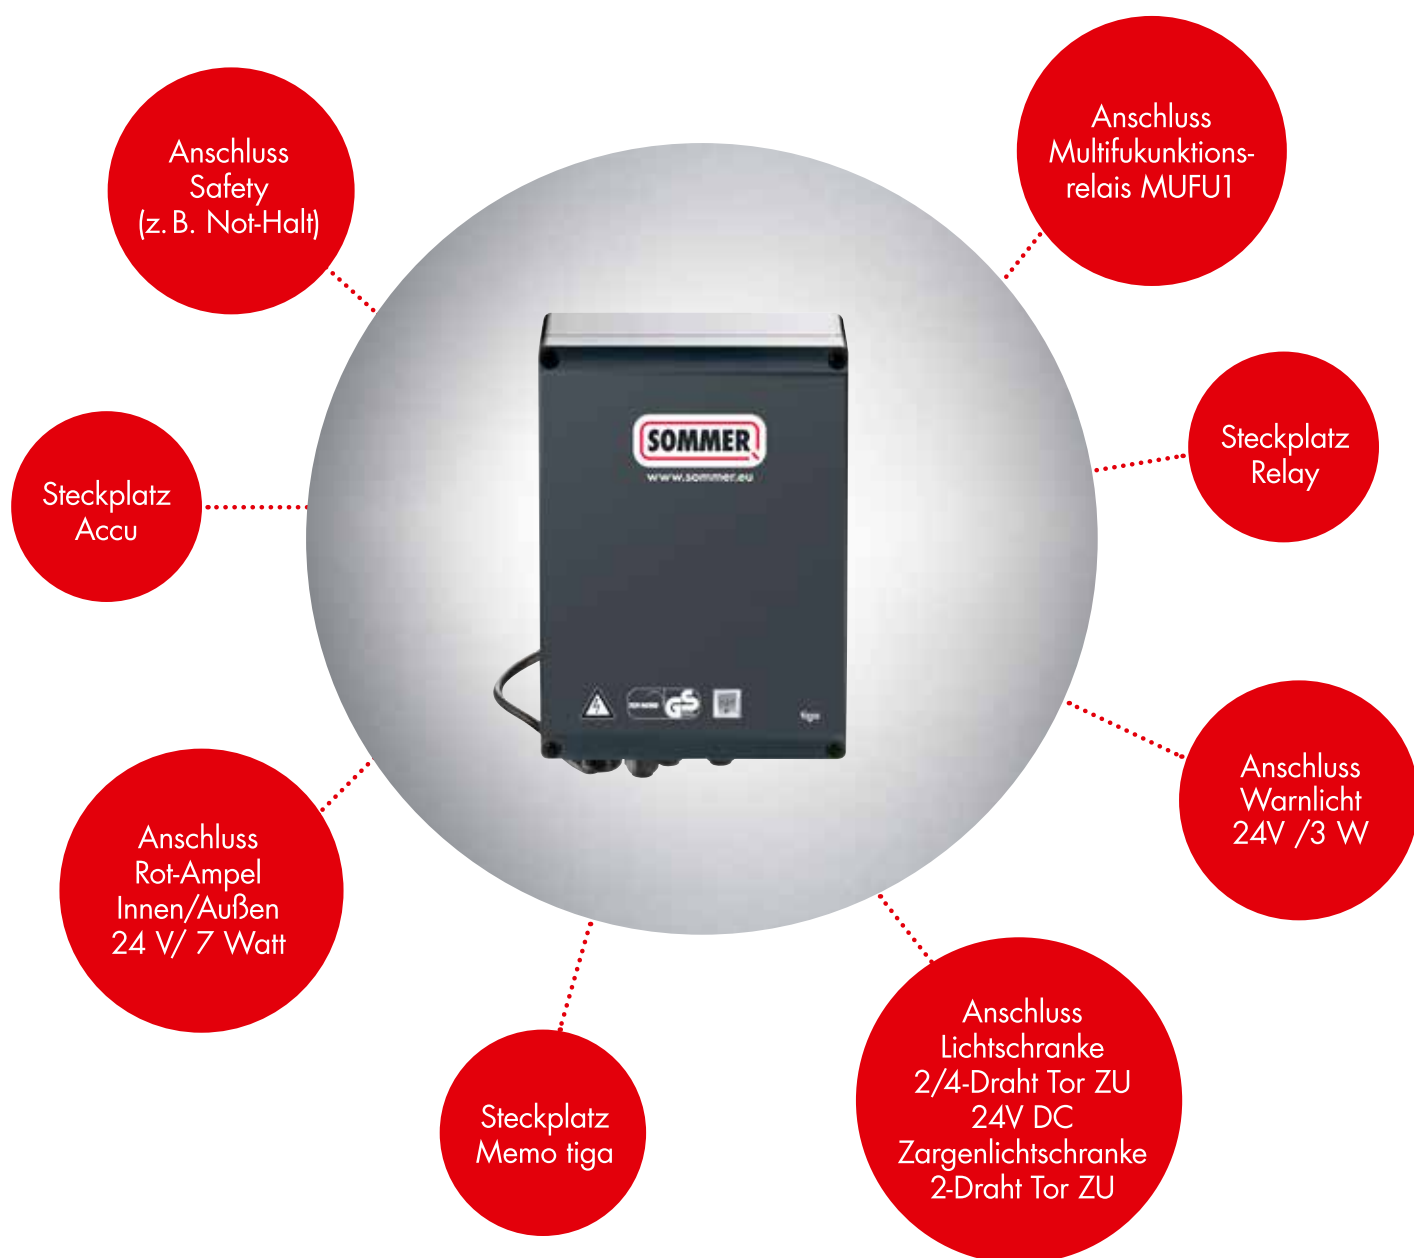 Anschluss
Safety
(z. B. Not-Halt)
Anschluss
Multifukunktions-
relais MUFU1
Steckplatz
Accu
SOMMER
www.sommer.eu
Steckplatz
Relay
Anschluss
Warnlicht
24V /3 W
GS
tiga
Anschluss
Rot-Ampel
Innen/Außen
24 V/ 7 Watt
Steckplatz
Memo tiga
Anschluss
Lichtschranke
2/4-Draht Tor ZU
24V DC
Zargenlichtschranke
2-Draht Tor ZU